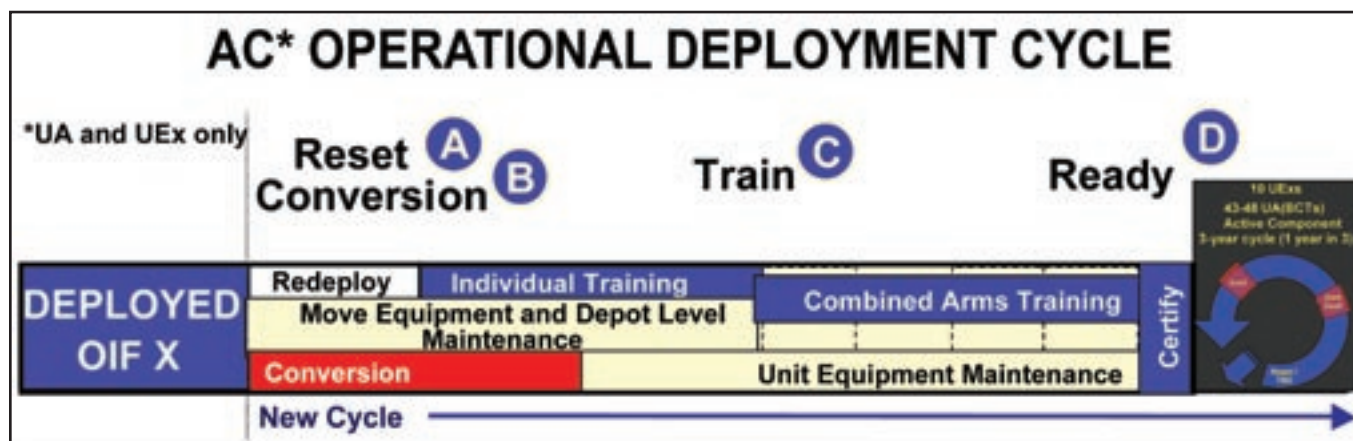 AC* OPERATIONAL DEPLOYMENT CYCLE
*UA and UEx only
Reset A
Conversion B
Train C
Ready D
10 UExs
43-48 UA(BCTs)
Active Component
3-year cycle (1 year in 3)
DEPLOYED
OIF X
Redeploy
Individual Training
Move Equipment and Depot Level
Maintenance
Combined Arms Training
Certify
Conversion
Unit Equipment Maintenance
New Cycle